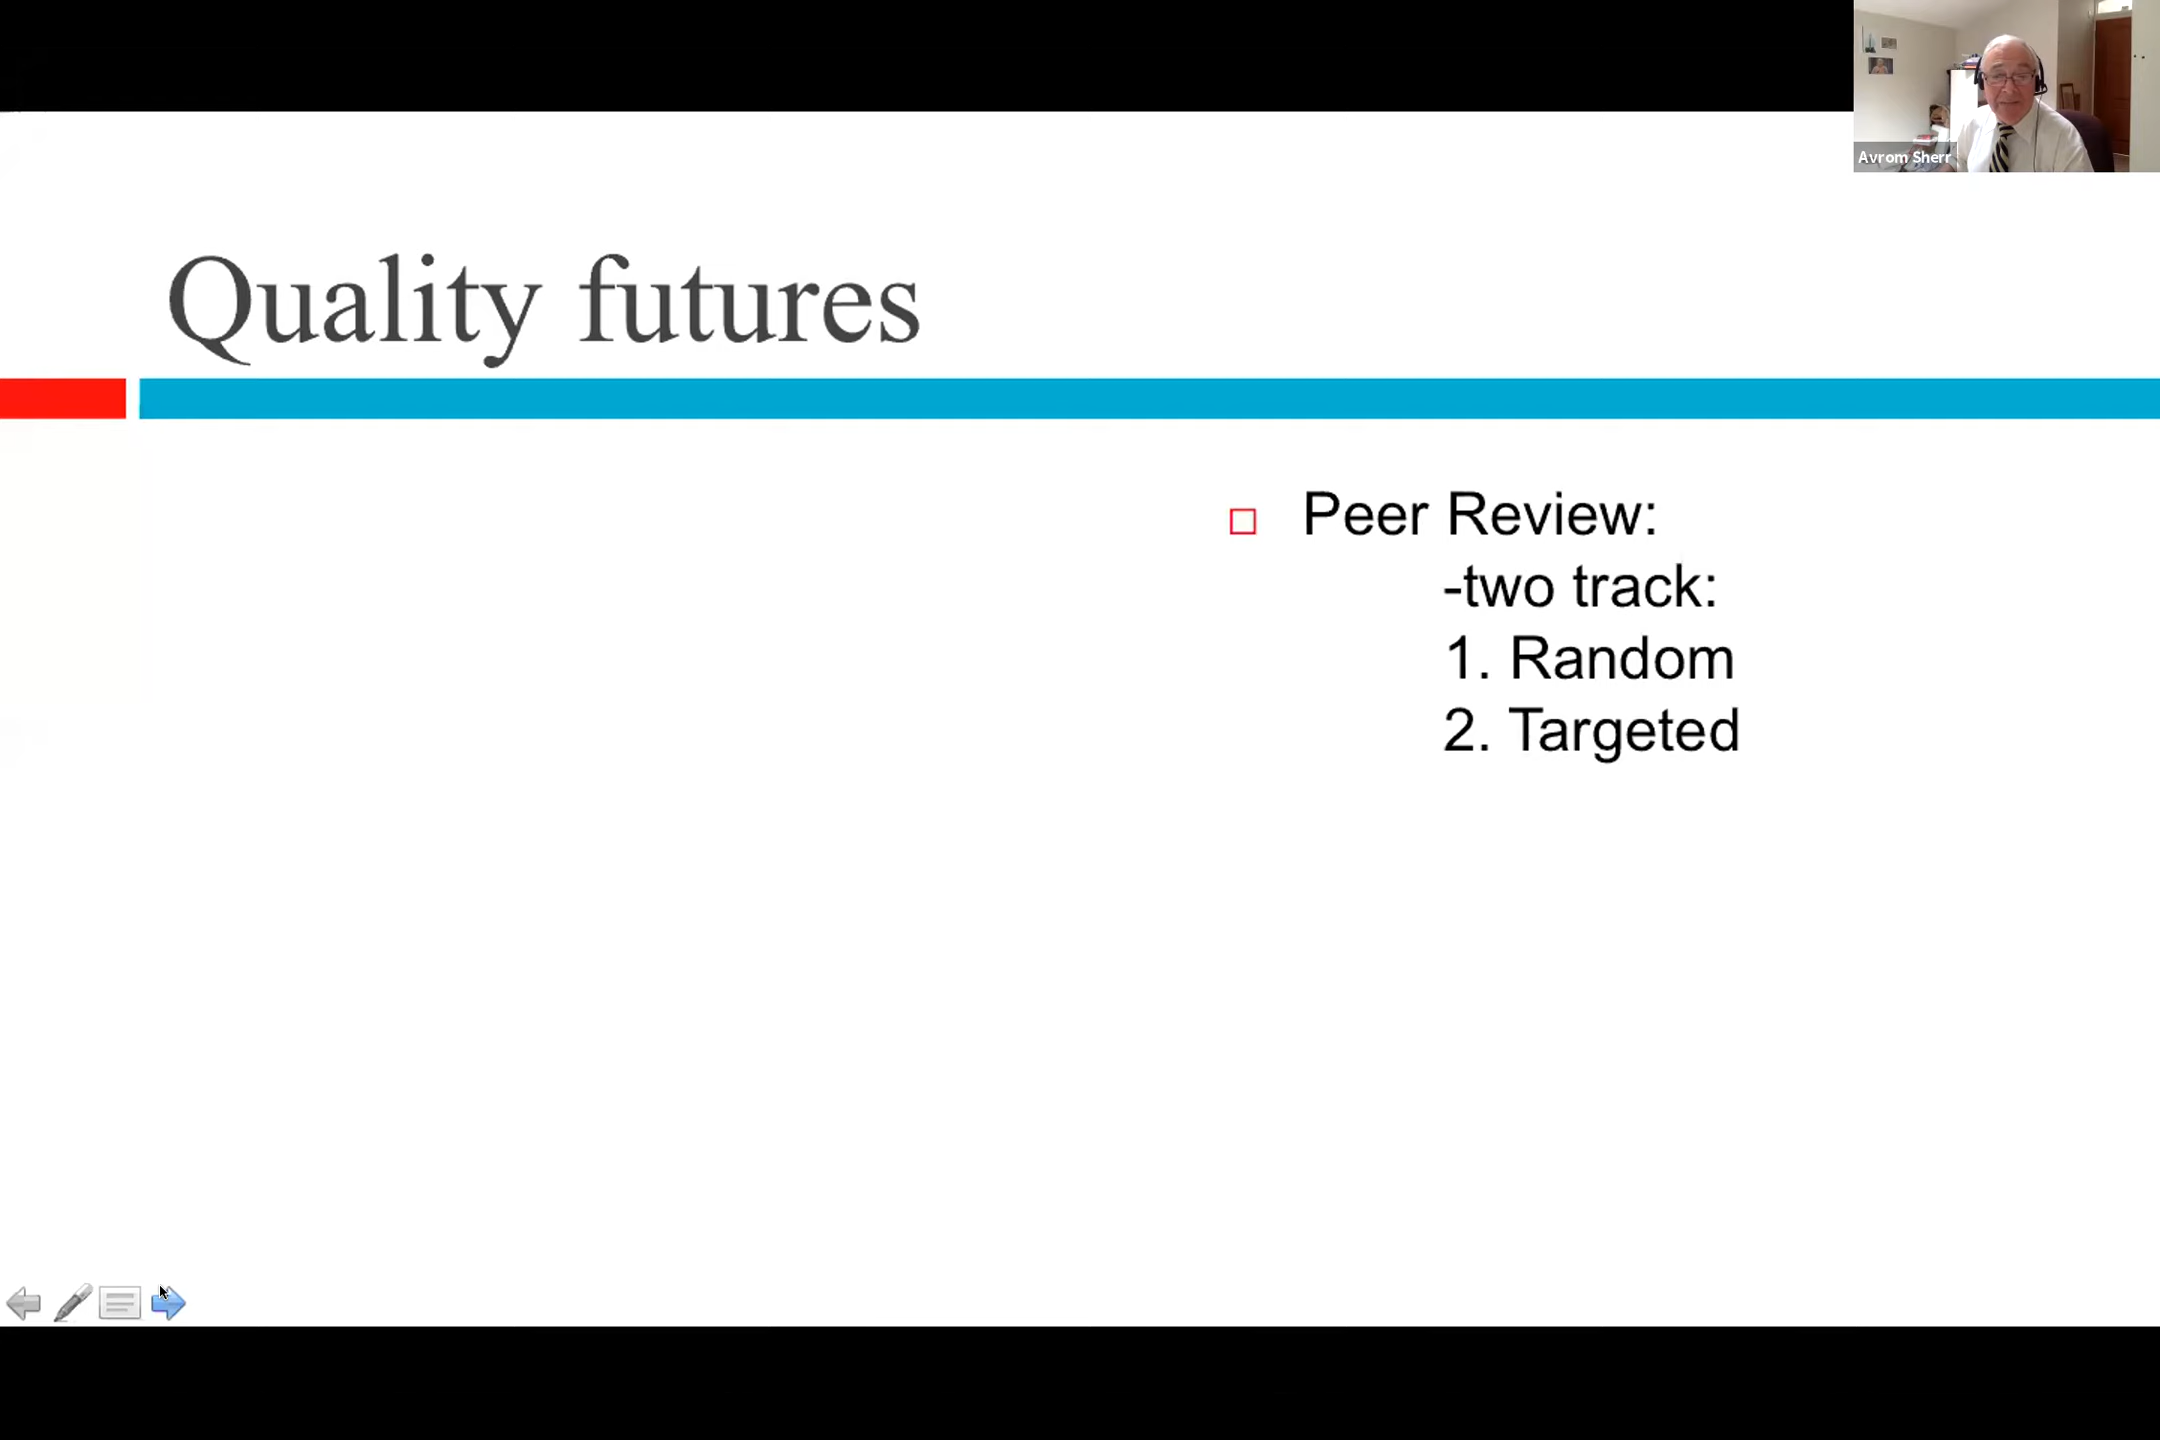 Avrom Sherr
Quality futures
Peer Review:
-two track:
1. Random
2. Targeted